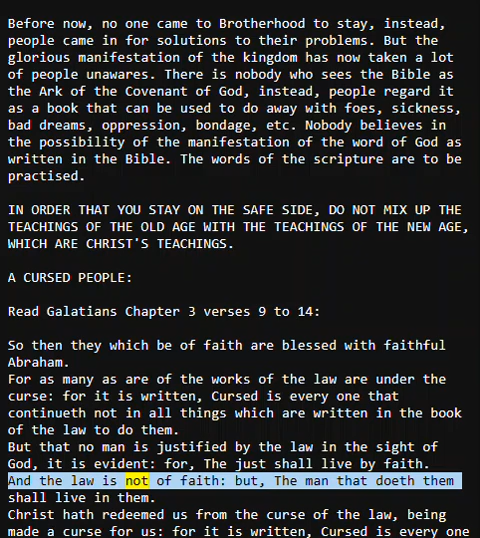 Before now, no one came to Brotherhood to stay, instead,
people came in for solutions to their problems. But the
glorious manifestation of the kingdom has now taken a lot
of people unawares. There is nobody who sees the Bible as
the Ark of the Covenant of God, instead, people regard it
as a book that can be used to do away with foes, sickness,
bad dreams, oppression, bondage, etc. Nobody believes in
the possibility of the manifestation of the word of God as
written in the Bible. The words of the scripture are to be
practised.
IN ORDER THAT YOU STAY ON THE SAFE SIDE, DO NOT MIX UP THE
TEACHINGS OF THE OLD AGE WITH THE TEACHINGS OF THE NEW AGE,
WHICH ARE CHRIST'S TEACHINGS.
A CURSED PEOPLE:
Read Galatians Chapter 3 verses 9 to 14:
So then they which be of faith are blessed with faithful
Abraham.
For as many as are of the works of the law are under the
curse: for it is written, Cursed is every one that
continueth not in all things which are written in the book
of the law to do them.
But that no man is justified by the law in the sight of
God, it is evident: for, The just shall live by faith.
And the law is not of faith: but, The man that doeth them
shall live in them.
Christ hath redeemed us from the curse of the law, being
made a curse for us: for it is written, Cursed is every one